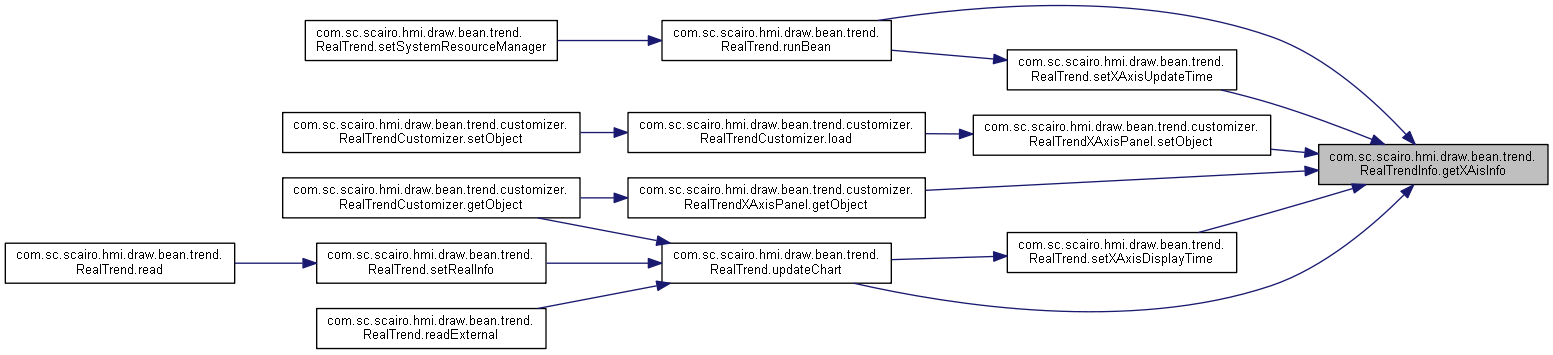 com.sc.scairo.hmi.draw.bean.trend.
RealTrend.setSystemResourceManager
com.sc.scairo.hmi.draw.bean.trend.
RealTrend.runBean
com.sc.scairo.hmi.draw.bean.trend.
RealTrend.setXAxisUpdateTime
com.sc.scairo.hmi.draw.bean.trend.customizer.
RealTrendCustomizer.setObject
com.sc.scairo.hmi.draw.bean.trend.customizer.
RealTrendCustomizer.load
com.sc.scairo.hmi.draw.bean.trend.customizer.
RealTrendXAxisPanel.setObject
com.sc.scairo.hmi.draw.bean.trend.
RealTrendInfo.getXAisInfo
com.sc.scairo.hmi.draw.bean.trend.customizer.
RealTrendCustomizer.getObject
com.sc.scairo.hmi.draw.bean.trend.customizer.
RealTrendXAxisPanel.getObject
com.sc.scairo.hmi.draw.bean.trend.
RealTrend.read
com.sc.scairo.hmi.draw.bean.trend.
RealTrend.setRealInfo
com.sc.scairo.hmi.draw.bean.trend.
RealTrend.updateChart
com.sc.scairo.hmi.draw.bean.trend.
RealTrend.setXAxisDisplayTime
com.sc.scairo.hmi.draw.bean.trend.
RealTrend.readExternal